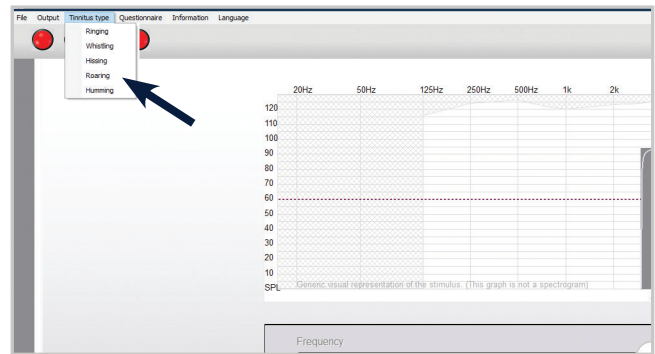 File Output Tinnitus type Questionnaire Information Language
Ringing
Whistling
Hissing
Roaring
Humming
20Hz 50Hz 125Hz 250Hz 500Hz 1k 2k
120
110
100
90
80
70
60
50
40
30
20
10
SPL Generic visual representation of the stimulus. (This graph is not a spectrogram)
Frequency